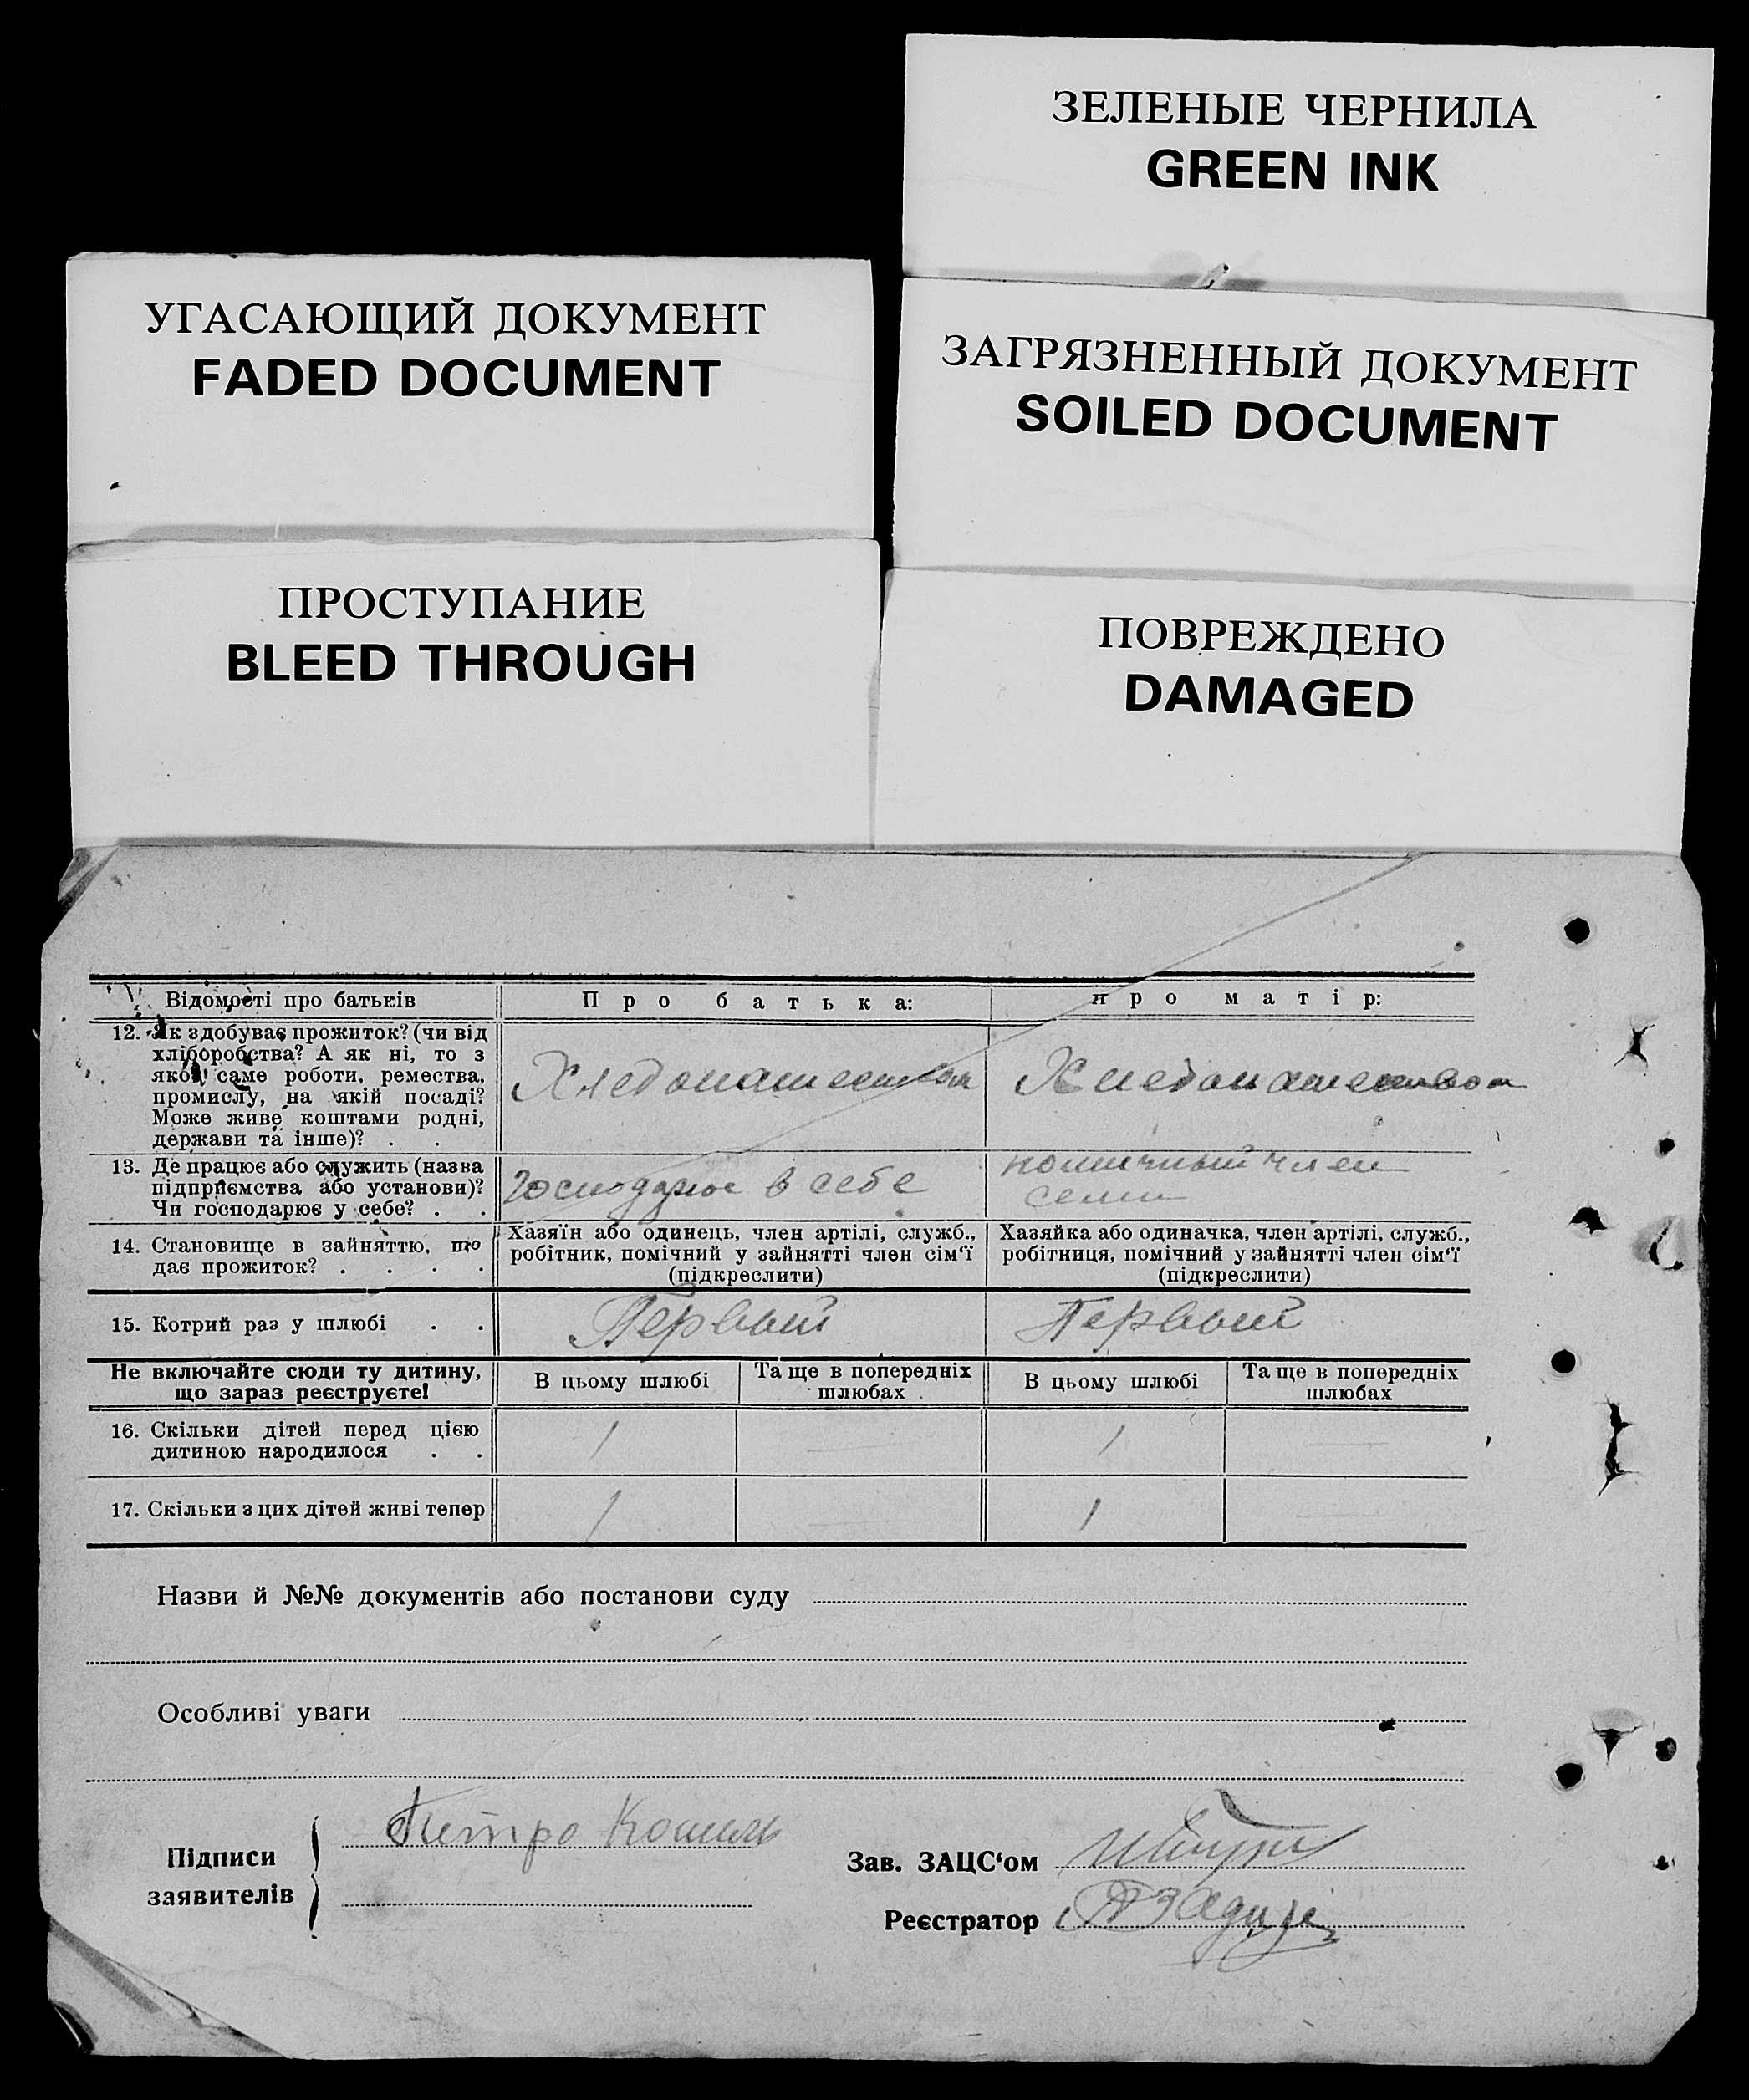 ЗЕЛЕНЫЕ ЧЕРНИЛА
GREEN INK
УГАСАЮЩИЙ ДОКУМЕНТ
FADED DOCUMENT
ЗАГРЯЗНЕННЫЙ ДОКУМЕНТ
SOILED DOCUMENT
ПРОСТУПАНИЕ
BLEED THROUGH
ПОВРЕЖДЕНО
DAMAGED
Відомості про батьків
Про батька:
Про матір:
12. Як здобуває прожиток? (чи від
хліборобства? А як ні, то з
якої саме роботи, ремества,
промислу, на якій посаді?
Може живе коштами родні,
держави та інше)? . .
Хлебопашеством
Хлебопашеством
13. Де працює або служить (назва
підприємства або установи)?
Чи господарює у себе? . .
господарює в себе
член
семи
14. Становище в зайняттю, що
дає прожиток? . . . .
Хазяїн або одинець, член артілі, служб.,
робітник, помічний у зайнятті член сім‘ї
(підкреслити)
Хазяйка або одиначка, член артілі, служб.,
робітниця, помічний у зайнятті член сім‘ї
(підкреслити)
15. Котрий раз у шлюбі . .
Первый
Первый
Не включайте сюди ту дитину,
що зараз реєструєте!
В цьому шлюбі
Та ще в попередніх
шлюбах
В цьому шлюбі
Та ще в попередніх
шлюбах
16. Скільки дітей перед цією
дитиною народилося . .
1 — 1 —
17. Скільки з цих дітей живі тепер
1 — 1 —
Назви й №№ документів або постанови суду
Особливі уваги
Підписи
заявителів
Петро
Зав. ЗАЦС‘ом
Реєстратор